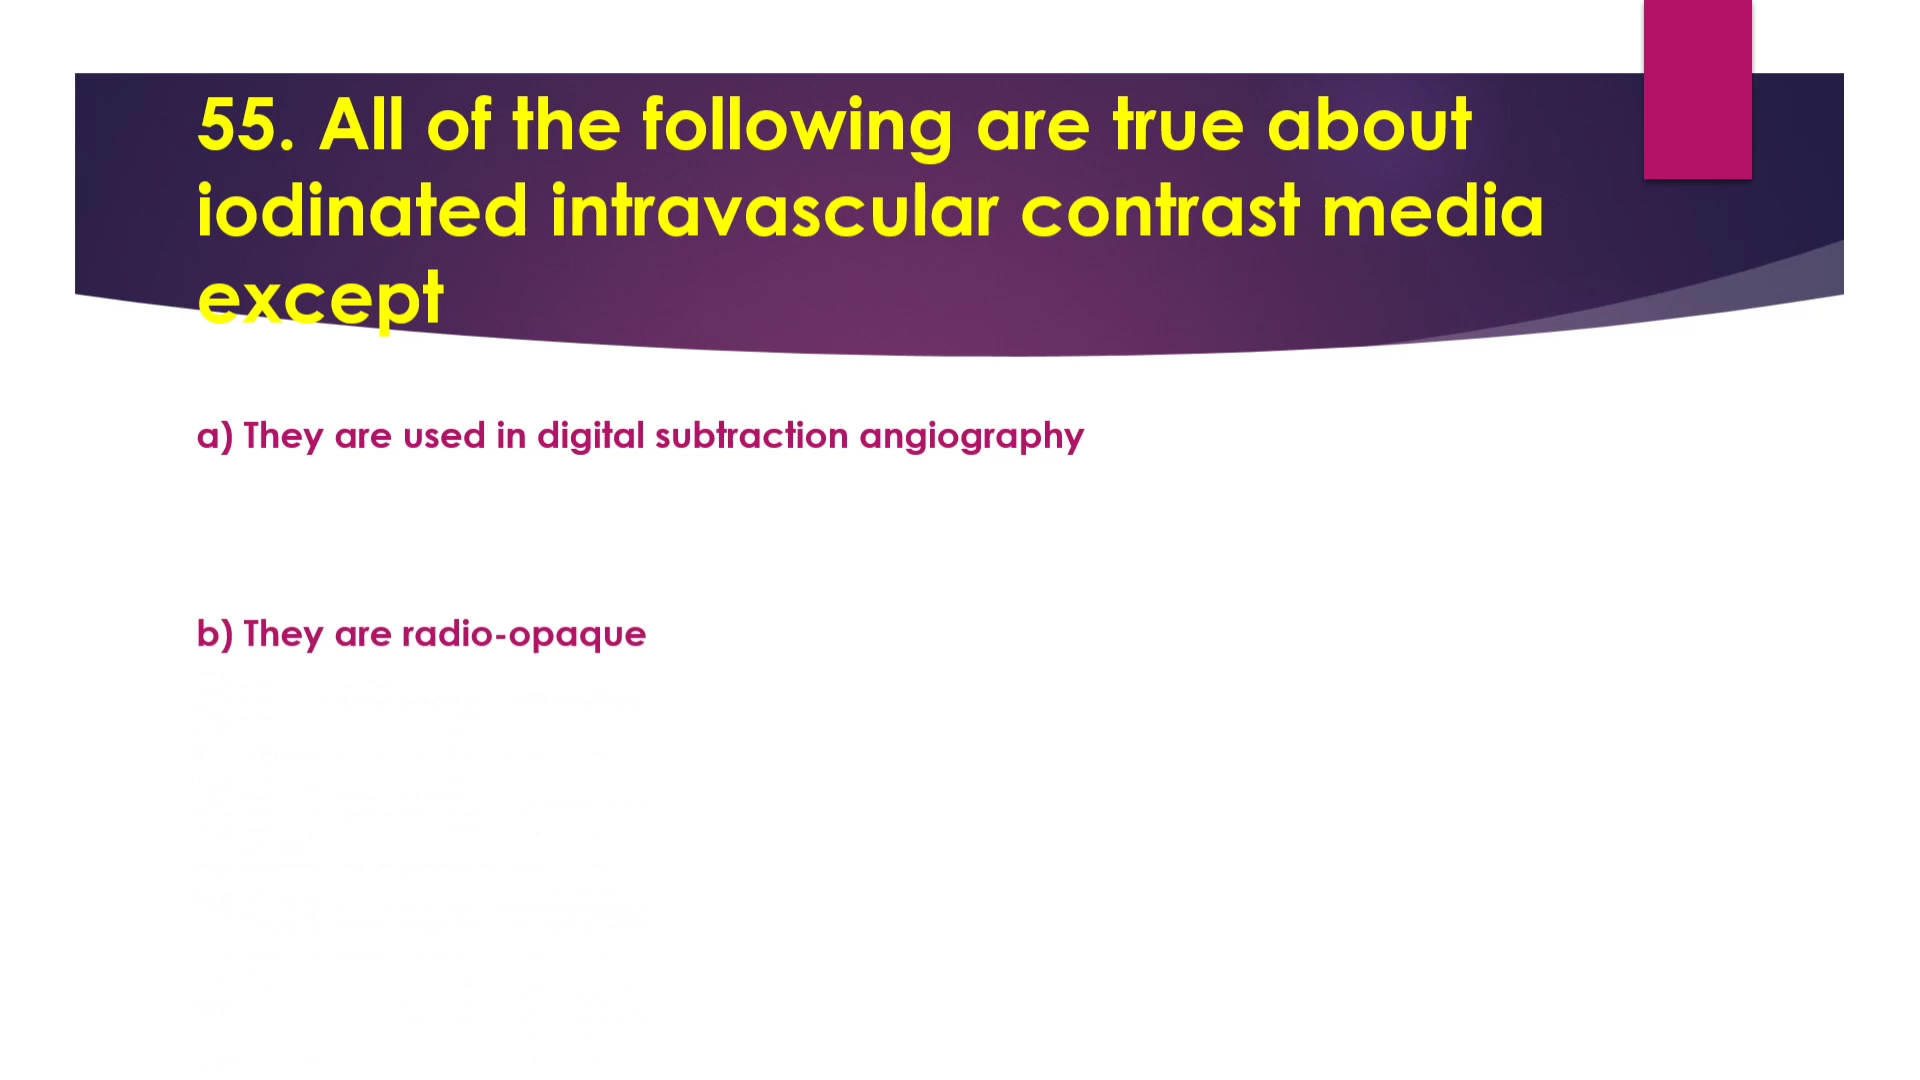 55. All of the following are true about
iodinated intravascular contrast media
except
a) They are used in digital subtraction angiography
b) They are radio-opaque